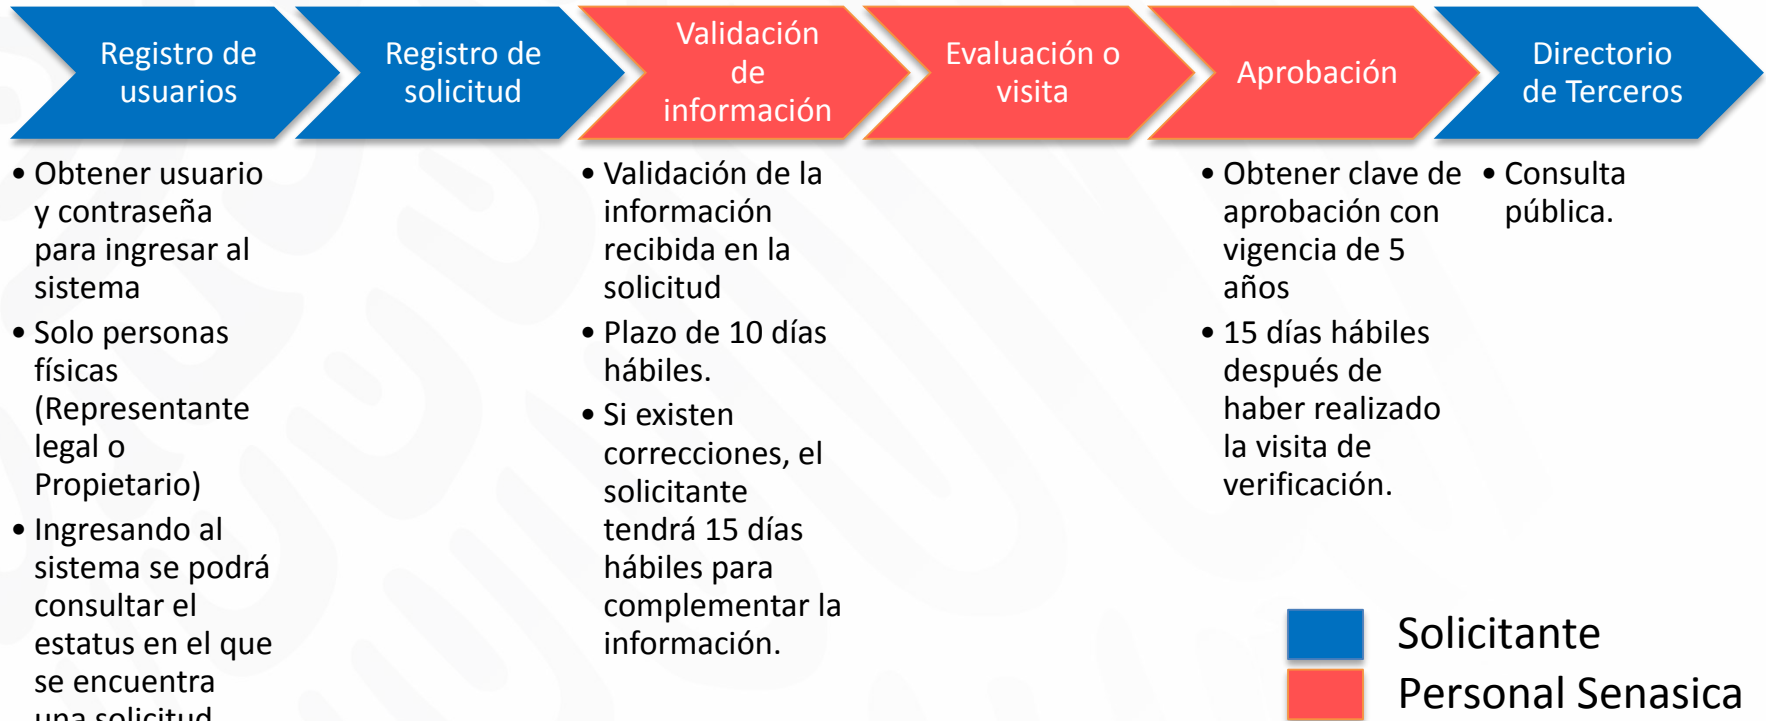 Registro de
usuarios
Registro de
solicitud
Validación
de
información
Evaluación o
visita
Aprobación
Directorio
de Terceros
• Obtener usuario
y contraseña
para ingresar al
sistema
• Solo personas
físicas
(Representante
legal o
Propietario)
• Ingresando al
sistema se podrá
consultar el
estatus en el que
se encuentra
una solicitud
• Validación de la
información
recibida en la
solicitud
• Plazo de 10 días
hábiles.
• Si existen
correcciones, el
solicitante
tendrá 15 días
hábiles para
complementar la
información.
• Obtener clave de
aprobación con
vigencia de 5
años
• 15 días hábiles
después de
haber realizado
la visita de
verificación.
• Consulta
pública.
Solicitante
Personal Senasica